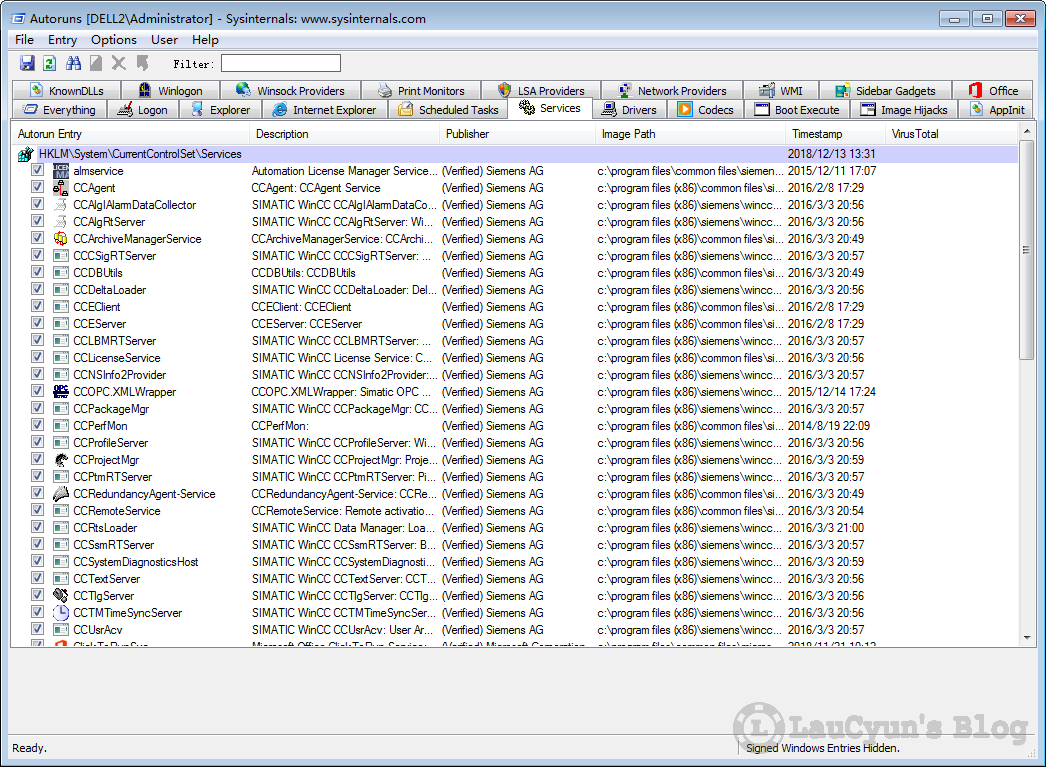 Autoruns [DELL2\Administrator] - Sysinternals: www.sysinternals.com
File Entry Options User Help
Filter:
KnownDLLs Winlogon Winsock Providers Print Monitors LSA Providers Network Providers WMI Sidebar Gadgets Office
Everything Logon Explorer Internet Explorer Scheduled Tasks Services Drivers Codecs Boot Execute Image Hijacks AppInit
Autorun Entry Description Publisher Image Path Timestamp VirusTotal
HKLM\System\CurrentControlSet\Services 2018/12/13 13:31
almservice Automation License Manager Service... (Verified) Siemens AG c:\program files\common files\siemen... 2015/12/11 17:07
CCAgent CCAgent: CCAgent Service (Verified) Siemens AG c:\program files (x86)\common files\si... 2016/2/8 17:29
CCAlgIAlarmDataCollector SIMATIC WinCC CCAlgIAlarmDataCo... (Verified) Siemens AG c:\program files (x86)\siemens\wincc... 2016/3/3 20:56
CCAlgRtServer SIMATIC WinCC CCAlgRtServer: Wi... (Verified) Siemens AG c:\program files (x86)\siemens\wincc... 2016/3/3 20:56
CCArchiveManagerService CCArchiveManagerService: CCArchi... (Verified) Siemens AG c:\program files (x86)\common files\si... 2016/3/3 20:49
CCCSigRTServer SIMATIC WinCC CCCSigRTServer: ... (Verified) Siemens AG c:\program files (x86)\siemens\wincc... 2016/3/3 20:57
CCDBUtils CCDBUtils: CCDBUtils (Verified) Siemens AG c:\program files (x86)\common files\si... 2016/3/3 20:49
CCDeltaLoader SIMATIC WinCC CCDeltaLoader: Del... (Verified) Siemens AG c:\program files (x86)\siemens\wincc... 2016/3/3 20:56
CCEClient CCEClient: CCEClient (Verified) Siemens AG c:\program files (x86)\common files\si... 2016/2/8 17:29
CCEServer CCEServer: CCEServer (Verified) Siemens AG c:\program files (x86)\common files\si... 2016/2/8 17:29
CCLBMRTServer SIMATIC WinCC CCLBMRTServer: ... (Verified) Siemens AG c:\program files (x86)\siemens\wincc... 2016/3/3 20:57
CCLicenseService SIMATIC WinCC License Service: C... (Verified) Siemens AG c:\program files (x86)\common files\si... 2016/3/3 20:56
CCNSInfo2Provider SIMATIC WinCC CCNSInfo2Provider:... (Verified) Siemens AG c:\program files (x86)\siemens\wincc... 2016/3/3 20:57
CCOPC.XMLWrapper CCOPC.XMLWrapper: Simatic OPC ... (Verified) Siemens AG c:\program files (x86)\siemens\wincc... 2015/12/14 17:24
CCPackageMgr SIMATIC WinCC CCPackageMgr: CC... (Verified) Siemens AG c:\program files (x86)\siemens\wincc... 2016/3/3 20:57
CCPerfMon CCPerfMon: (Verified) Siemens AG c:\program files (x86)\common files\si... 2014/8/19 22:09
CCProfileServer SIMATIC WinCC CCProfileServer: Wi... (Verified) Siemens AG c:\program files (x86)\siemens\wincc... 2016/3/3 20:56
CCProjectMgr SIMATIC WinCC CCProjectMgr: Proje... (Verified) Siemens AG c:\program files (x86)\siemens\wincc... 2016/3/3 20:59
CCPtmRTServer SIMATIC WinCC CCPtmRTServer: Pi... (Verified) Siemens AG c:\program files (x86)\siemens\wincc... 2016/3/3 20:57
CCRedundancyAgent-Service CCRedundancyAgent-Service: CCRe... (Verified) Siemens AG c:\program files (x86)\common files\si... 2016/3/3 20:49
CCRemoteService CCRemoteService: Remote activatio... (Verified) Siemens AG c:\program files (x86)\common files\si... 2016/3/3 20:54
CCRtsLoader SIMATIC WinCC Data Manager: Loa... (Verified) Siemens AG c:\program files (x86)\siemens\wincc... 2016/3/3 21:00
CCSsmRTServer SIMATIC WinCC CCSsmRTServer: B... (Verified) Siemens AG c:\program files (x86)\siemens\wincc... 2016/3/3 20:57
CCSystemDiagnosticsHost SIMATIC WinCC CCSystemDiagnosti... (Verified) Siemens AG c:\program files (x86)\siemens\wincc... 2016/3/3 20:59
CCTextServer SIMATIC WinCC CCTextServer: CCT... (Verified) Siemens AG c:\program files (x86)\siemens\wincc... 2016/3/3 20:56
CCTlgServer SIMATIC WinCC CCTlgServer: CCTl... (Verified) Siemens AG c:\program files (x86)\siemens\wincc... 2016/3/3 20:56
CCTMTimeSyncServer SIMATIC WinCC CCTMTimeSyncSer... (Verified) Siemens AG c:\program files (x86)\siemens\wincc... 2016/3/3 20:56
CCUsrAcv SIMATIC WinCC CCUsrAcv: User Ar... (Verified) Siemens AG c:\program files (x86)\siemens\wincc... 2016/3/3 20:57
LauCyun's Blog
Ready. Signed Windows Entries Hidden.